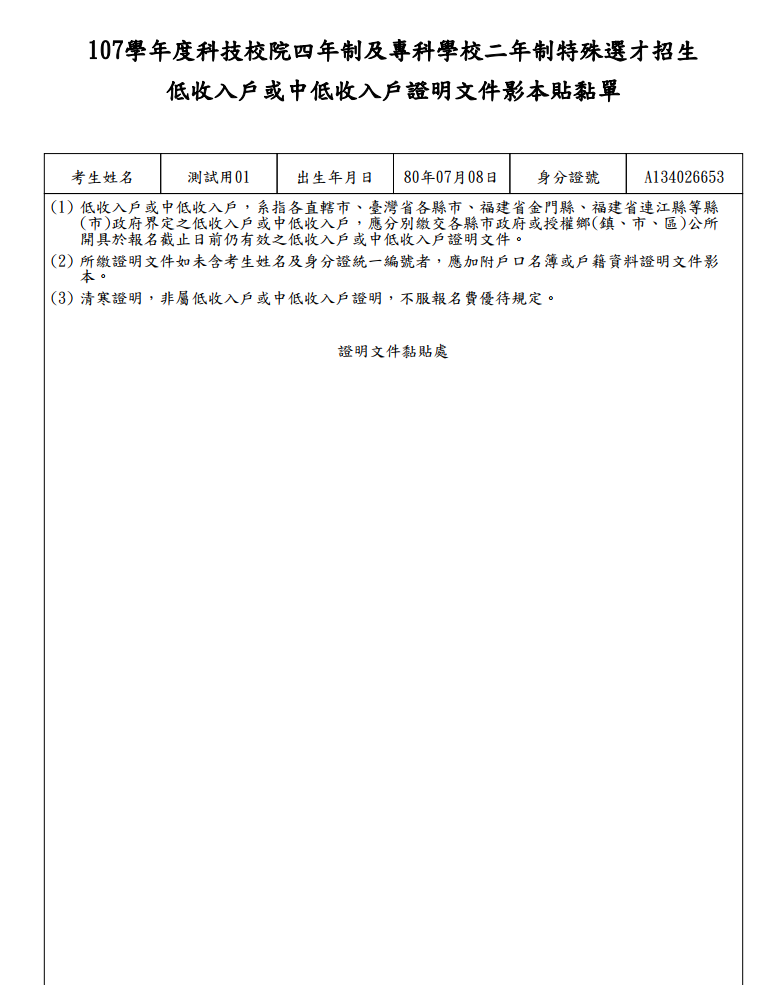 107學年度科技校院四年制及專科學校二年制特殊選才招生
低收入戶或中低收入戶證明文件影本貼黏單
考生姓名 測試用01 出生年月日 80年07月08日 身分證號 A134026653
(1) 低收入戶或中低收入戶，系指各直轄市、臺灣省各縣市、福建省金門縣、福建省連江縣等縣
(市)政府界定之低收入戶或中低收入戶，應分別繳交各縣市政府或授權鄉(鎮、市、區)公所
開具於報名截止日前仍有效之低收入戶或中低收入戶證明文件。
(2) 所繳證明文件如未含考生姓名及身分證統一編號者，應加附戶口名簿或戶籍資料證明文件影
本。
(3) 清寒證明，非屬低收入戶或中低收入戶證明，不服報名費優待規定。
證明文件黏貼處